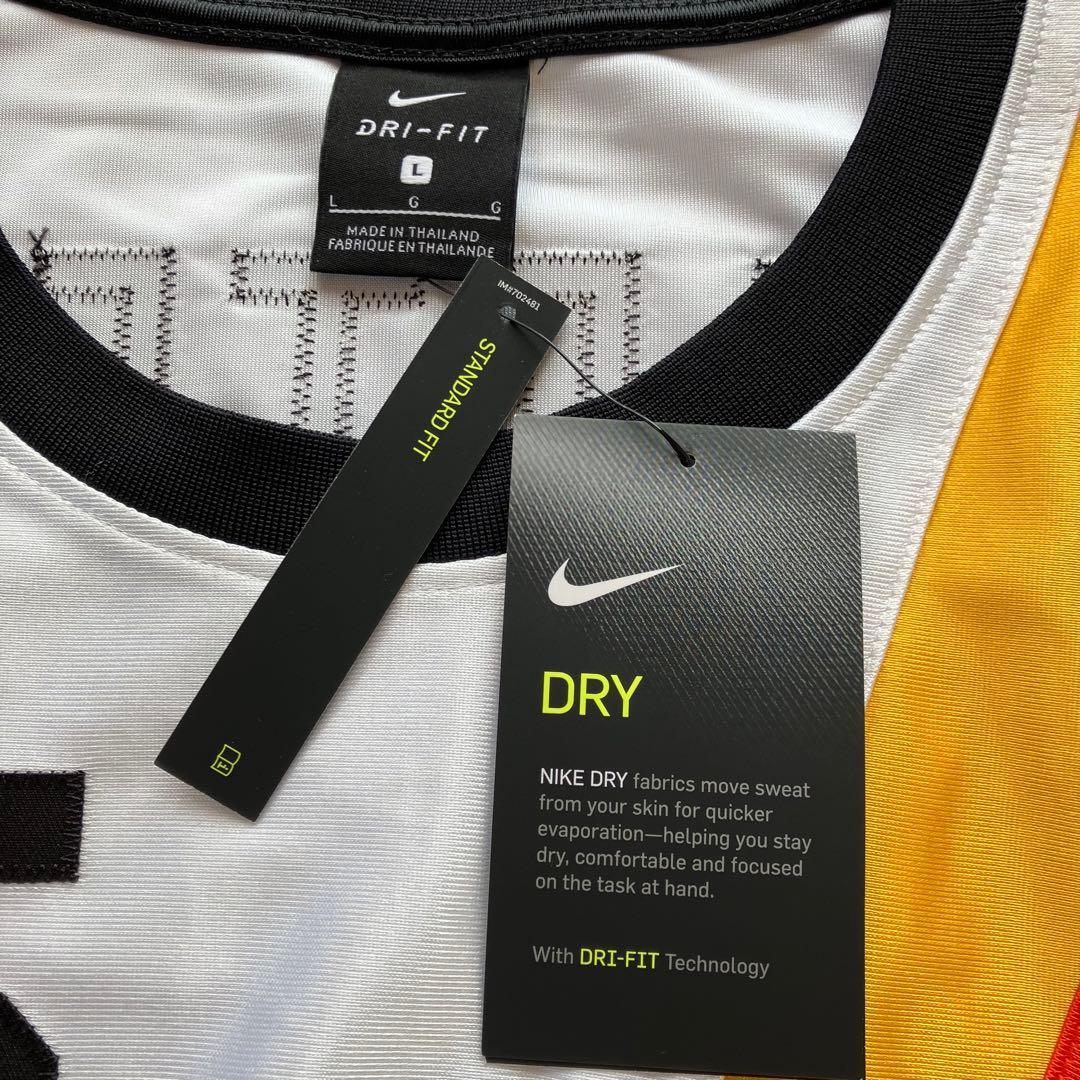 DRI-FIT
L
L G G
MADE IN THAILAND
FABRIQUE EN THAILANDE
IM#702481
STANDARD FIT
DRY
NIKE DRY fabrics move sweat
from your skin for quicker
evaporation—helping you stay
dry, comfortable and focused
on the task at hand.
With DRI-FIT Technology